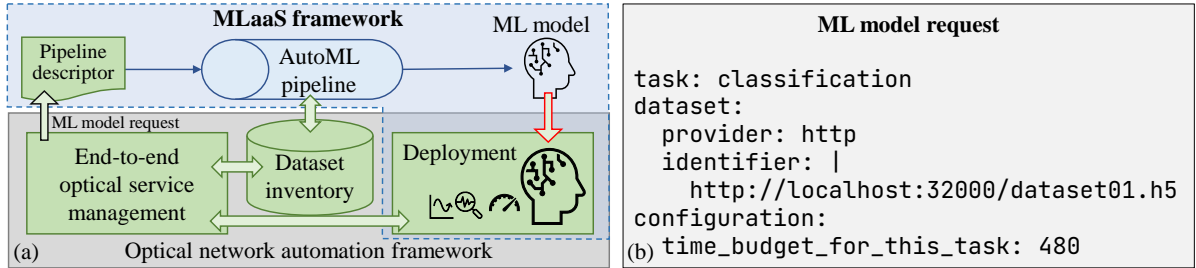 MLaaS framework
ML model
Pipeline
descriptor
AutoML
pipeline
ML model request
End-to-end
optical service
management
Dataset
inventory
Deployment
(a)
Optical network automation framework
ML model request
task: classification
dataset:
provider: http
identifier: |
http://localhost:32000/dataset01.h5
configuration:
(b) time_budget_for_this_task: 480